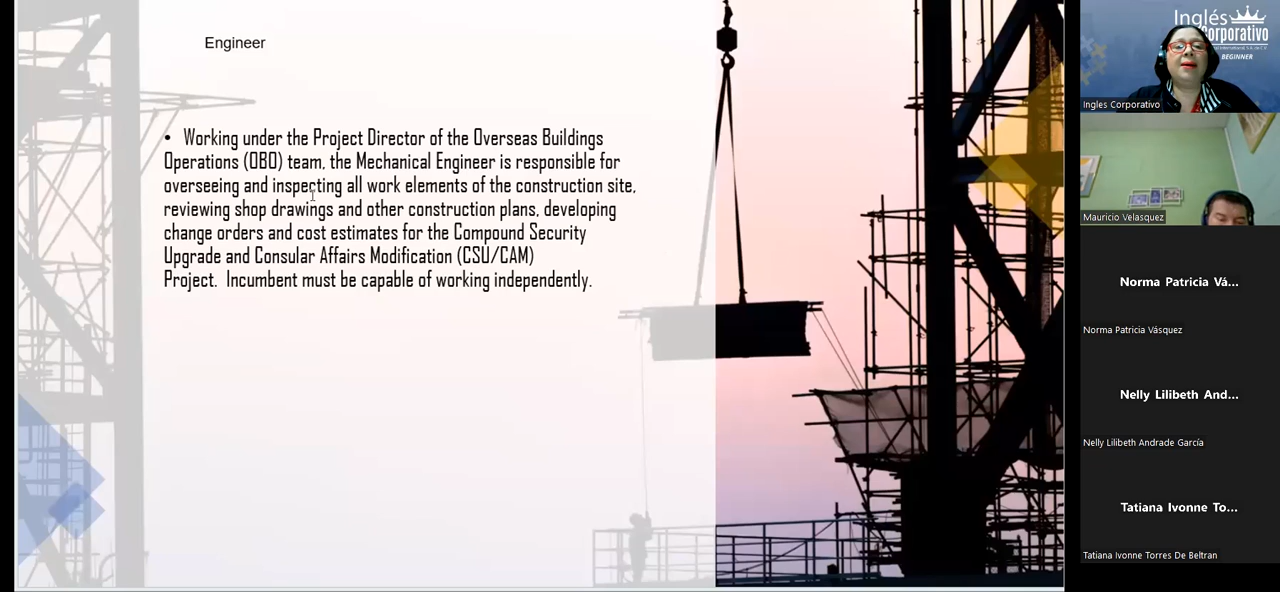 Engineer
• Working under the Project Director of the Overseas Buildings
Operations (OBO) team, the Mechanical Engineer is responsible for
overseeing and inspecting all work elements of the construction site,
reviewing shop drawings and other construction plans, developing
change orders and cost estimates for the Compound Security
Upgrade and Consular Affairs Modification (CSU/CAM)
Project. Incumbent must be capable of working independently.
Inglés
Corporativo
BEGINNER
Ingles Corporativo
Mauricio Velasquez
Norma Patricia Vá...
Norma Patricia Vásquez
Nelly Lilibeth And...
Nelly Lilibeth Andrade García
Tatiana Ivonne To...
Tatiana Ivonne Torres De Beltran